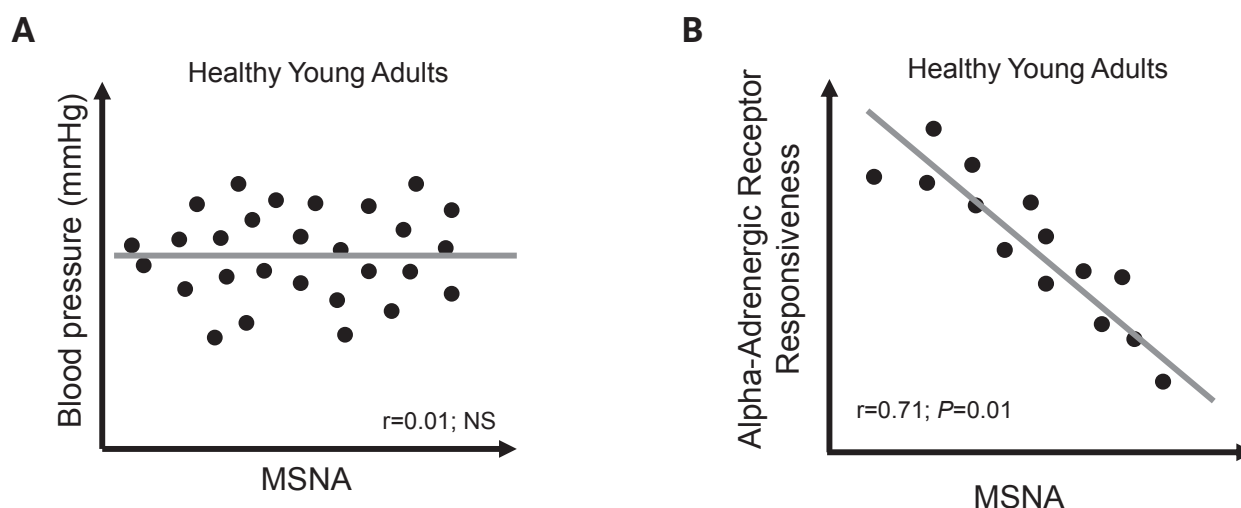 A
Healthy Young Adults
Blood pressure (mmHg)
r=0.01; NS
MSNA
B
Healthy Young Adults
Alpha-Adrenergic Receptor
Responsiveness
r=0.71; P=0.01
MSNA